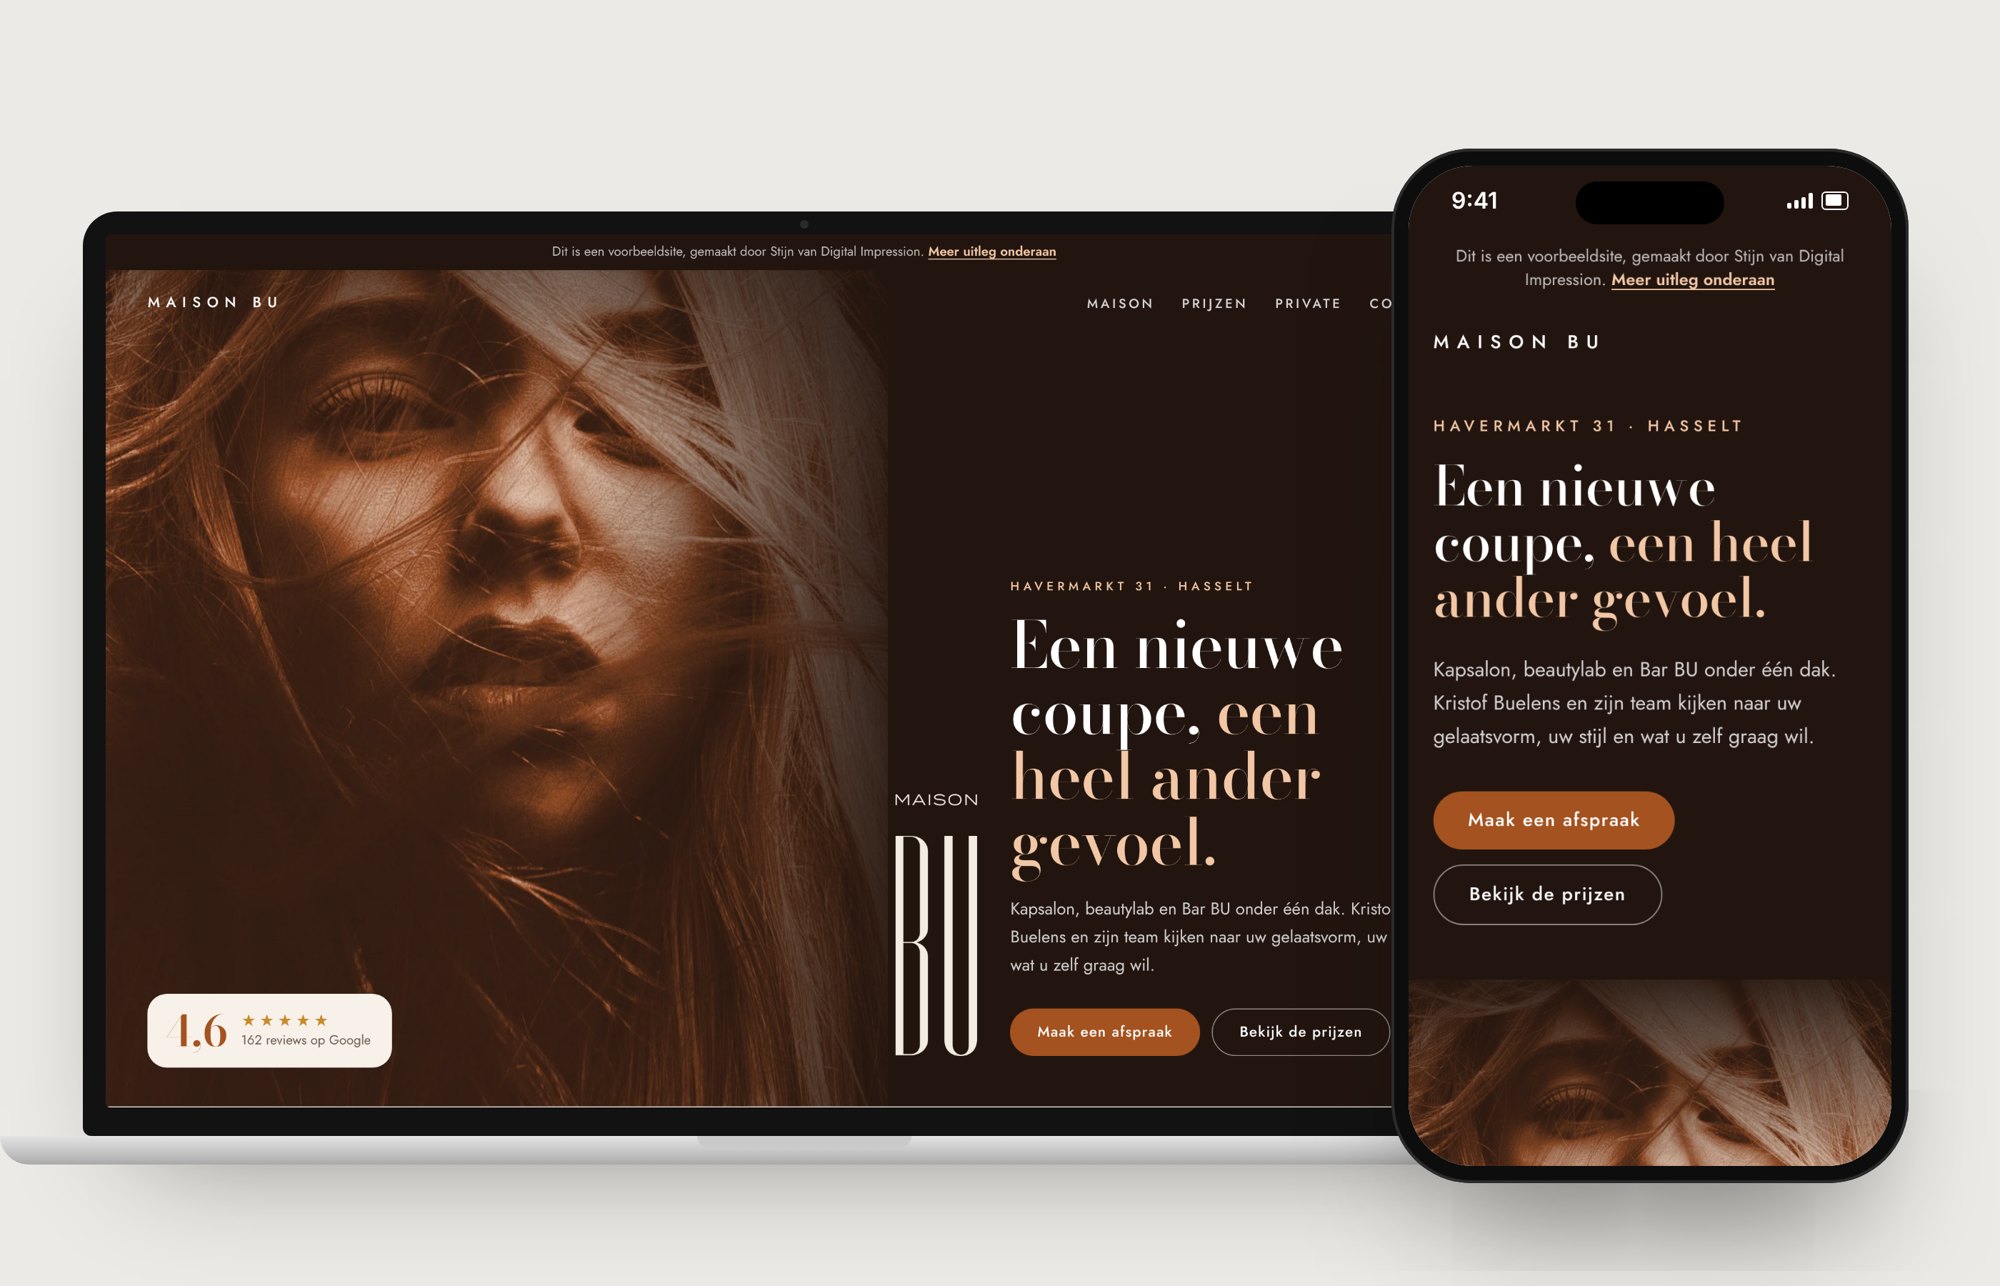 Dit is een voorbeeldsite, gemaakt door Stijn van Digital Impression. Meer uitleg onderaan
MAISON BU
MAISON PRIJZEN PRIVATE
HAVERMARKT 31 · HASSELT
Een nieuwe
coupe, een
heel ander
gevoel.
MAISON
BU
Kapsalon, beautylab en Bar BU onder één dak. Kristo
Buelens en zijn team kijken naar uw gelaatsvorm, uw
wat u zelf graag wil.
Maak een afspraak
Bekijk de prijzen
4,6
★★★★★
162 reviews op Google
9:41
Dit is een voorbeeldsite, gemaakt door Stijn van Digital
Impression. Meer uitleg onderaan
MAISON BU
HAVERMARKT 31 · HASSELT
Een nieuwe
coupe, een heel
ander gevoel.
Kapsalon, beautylab en Bar BU onder één dak.
Kristof Buelens en zijn team kijken naar uw
gelaatsvorm, uw stijl en wat u zelf graag wil.
Maak een afspraak
Bekijk de prijzen